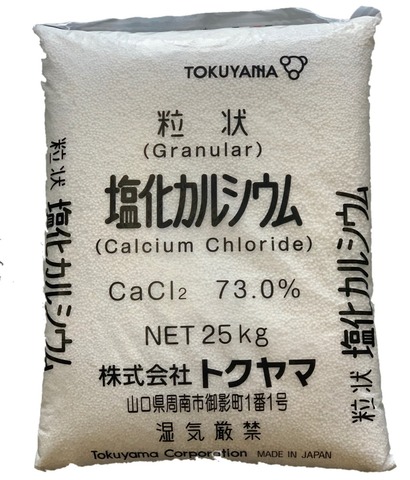 TOKUYAMA
粒状
(Granular)
塩化カルシウム
(Calcium Chloride)
CaCl₂ 73.0%
NET 25kg
株式会社トクヤマ
山口県周南市御影町1番1号
湿気厳禁
Tokuyama Corporation MADE IN JAPAN
粒状 塩化カルシウム
粒状 塩化カルシウム